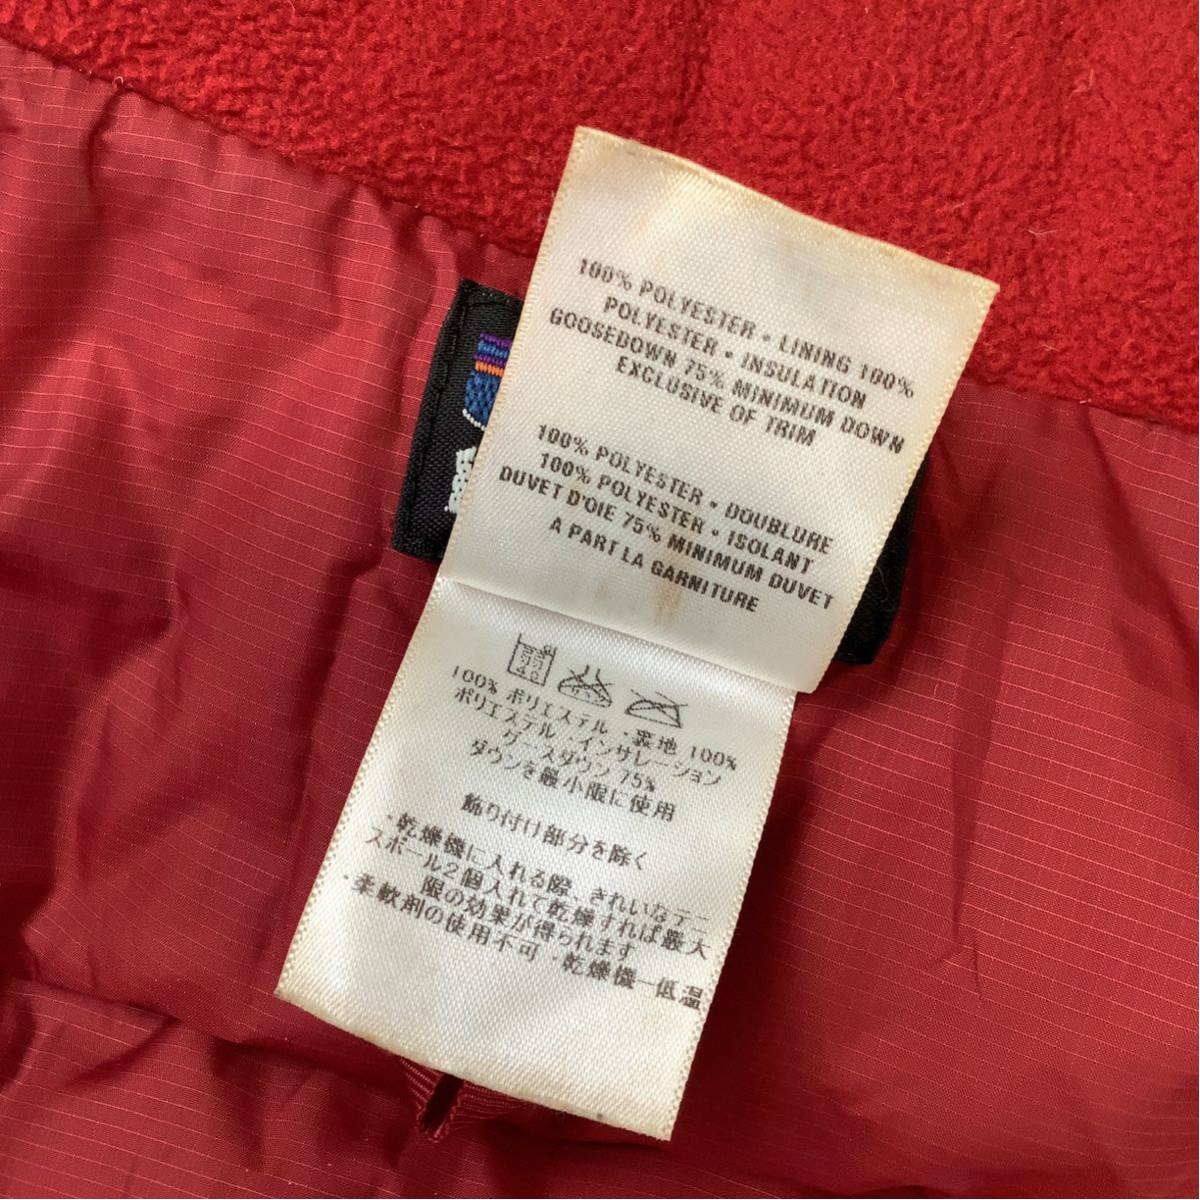 100% POLYESTER • LINING 100%
POLYESTER • INSULATION
GOOSEDOWN 75% MINIMUM DOWN
EXCLUSIVE OF TRIM
100% POLYESTER • DOUBLURE
100% POLYESTER • ISOLANT
DUVET D'OIE 75% MINIMUM DUVET
A PART LA GARNITURE
40
100% ポリエステル ・裏地 100%
ポリエステル ・インサレーション
グースダウン 75%
ダウンを最小限に使用
飾り付け部分を除く
・乾燥機に入れる際、きれいなテニ
スボール2個入れて乾燥すれば最大
限の効果が得られます
・柔軟剤の使用不可 ・乾燥機ー低温